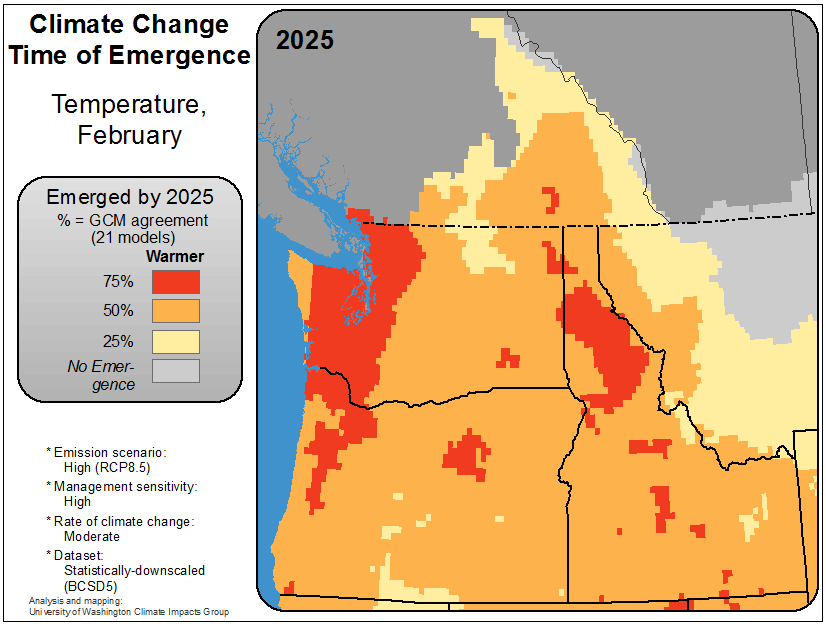 Climate Change
Time of Emergence
Temperature,
February
2025
Emerged by 2025
% = GCM agreement
(21 models)
Warmer
75%
50%
25%
No Emer-
gence
* Emission scenario:
High (RCP8.5)
* Management sensitivity:
High
* Rate of climate change:
Moderate
* Dataset:
Statistically-downscaled
(BCSD5)
Analysis and mapping:
University of Washington Climate Impacts Group